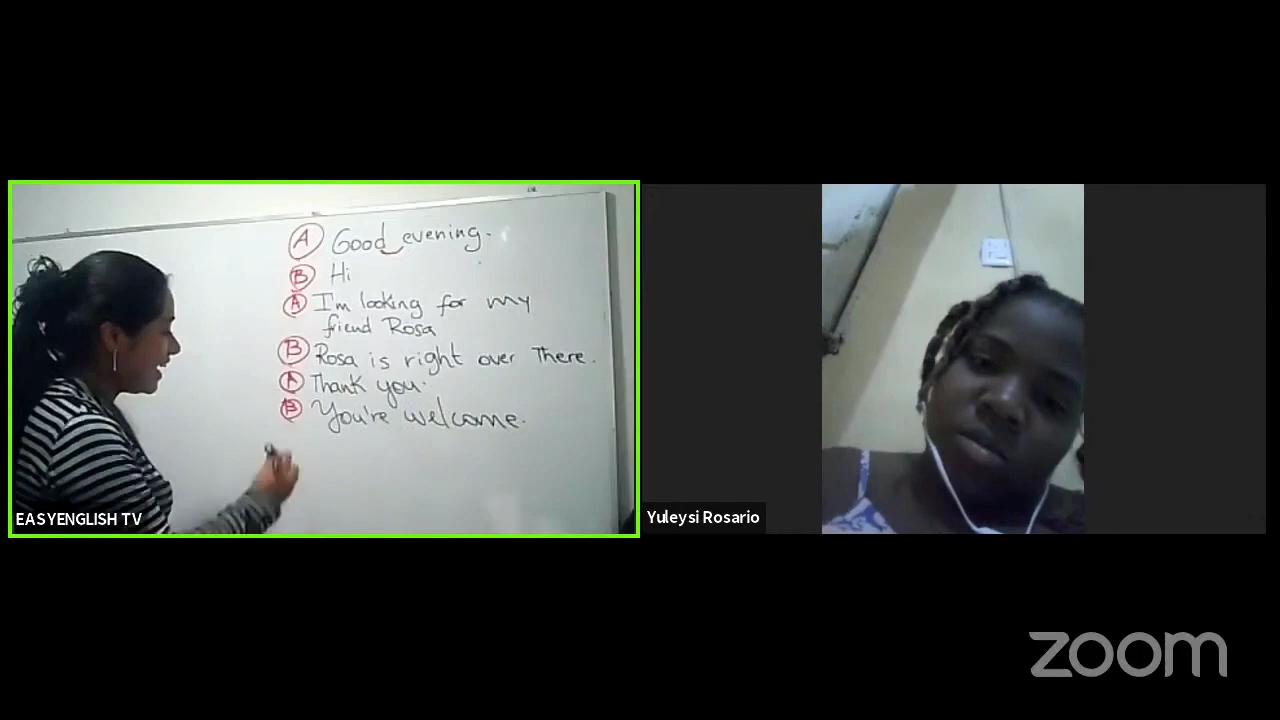 A Good evening.
B Hi
A I'm looking for my
friend Rosa
B Rosa is right over There.
A Thank you.
B You're welcome.
EASYENGLISH TV
Yuleysi Rosario
zoom